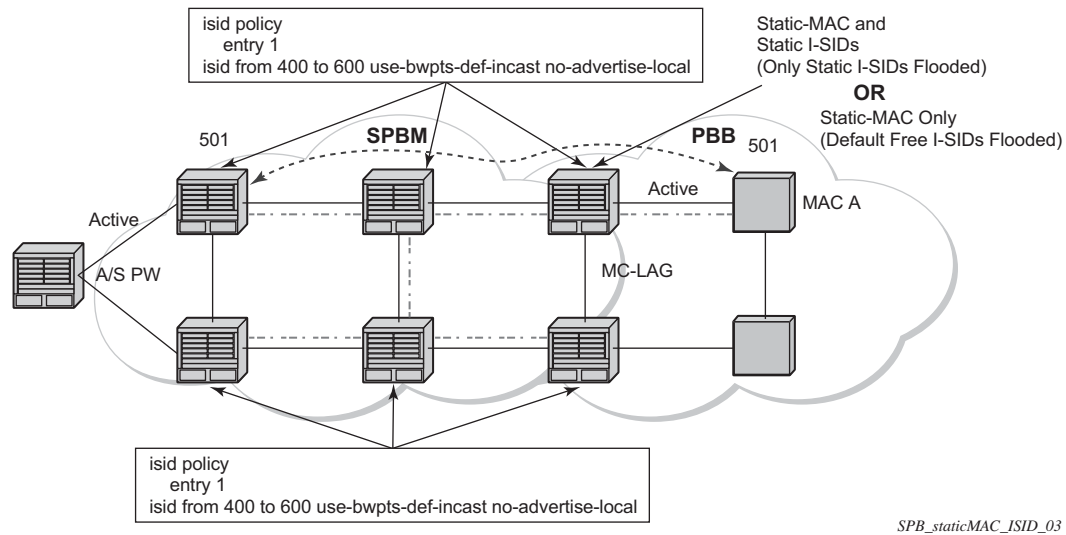 isid policy
entry 1
isid from 400 to 600 use-bwpts-def-incast no-advertise-local
Static-MAC and
Static I-SIDs
(Only Static I-SIDs Flooded)
OR
Static-MAC Only
(Default Free I-SIDs Flooded)
501
SPBM
PBB
501
Active
Active
MAC A
A/S PW
MC-LAG
isid policy
entry 1
isid from 400 to 600 use-bwpts-def-incast no-advertise-local
SPB_staticMAC_ISID_03